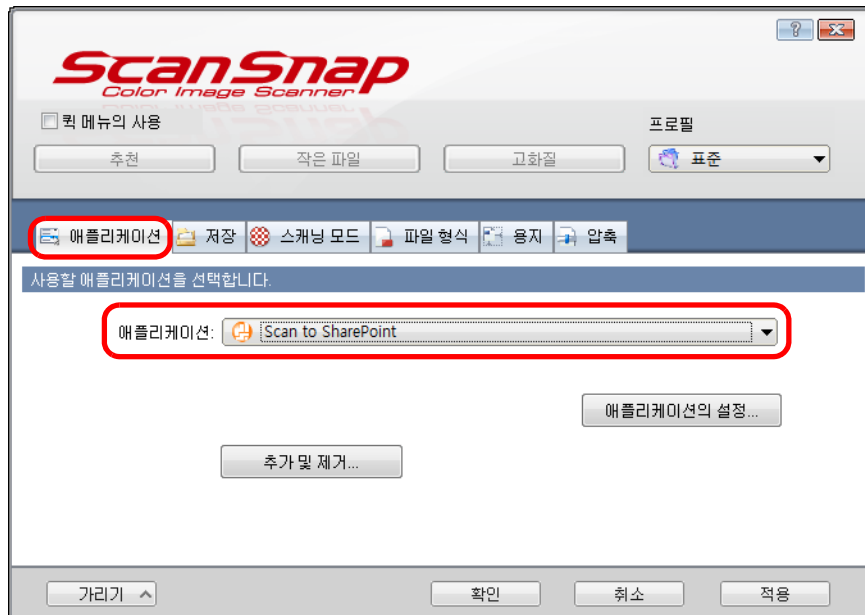 ScanSnap
Color Image Scanner
퀵 메뉴의 사용
프로필
추천 작은 파일 고화질 표준
애플리케이션 저장 스캐닝 모드 파일 형식 용지 압축
사용할 애플리케이션을 선택합니다.
애플리케이션: Scan to SharePoint
애플리케이션의 설정...
추가 및 제거...
가리기 확인 취소 적용